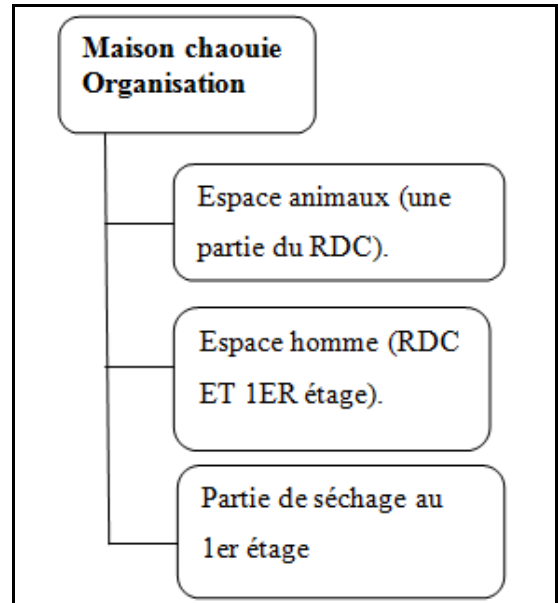 Maison chaouie
Organisation
Espace animaux (une
partie du RDC).
Espace homme (RDC
ET 1ER étage).
Partie de séchage au
1er étage